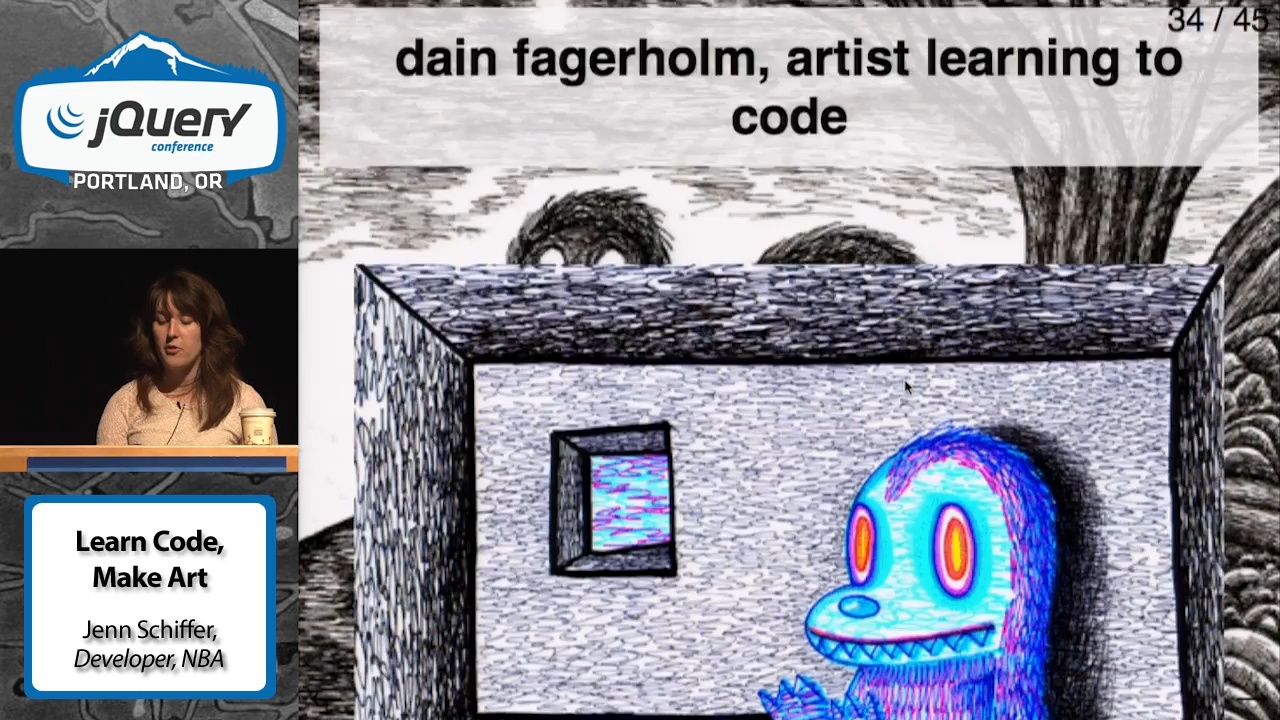 34 / 45
dain fagerholm, artist learning to
code
jQuery
conference
PORTLAND, OR
Learn Code,
Make Art
Jenn Schiffer,
Developer, NBA